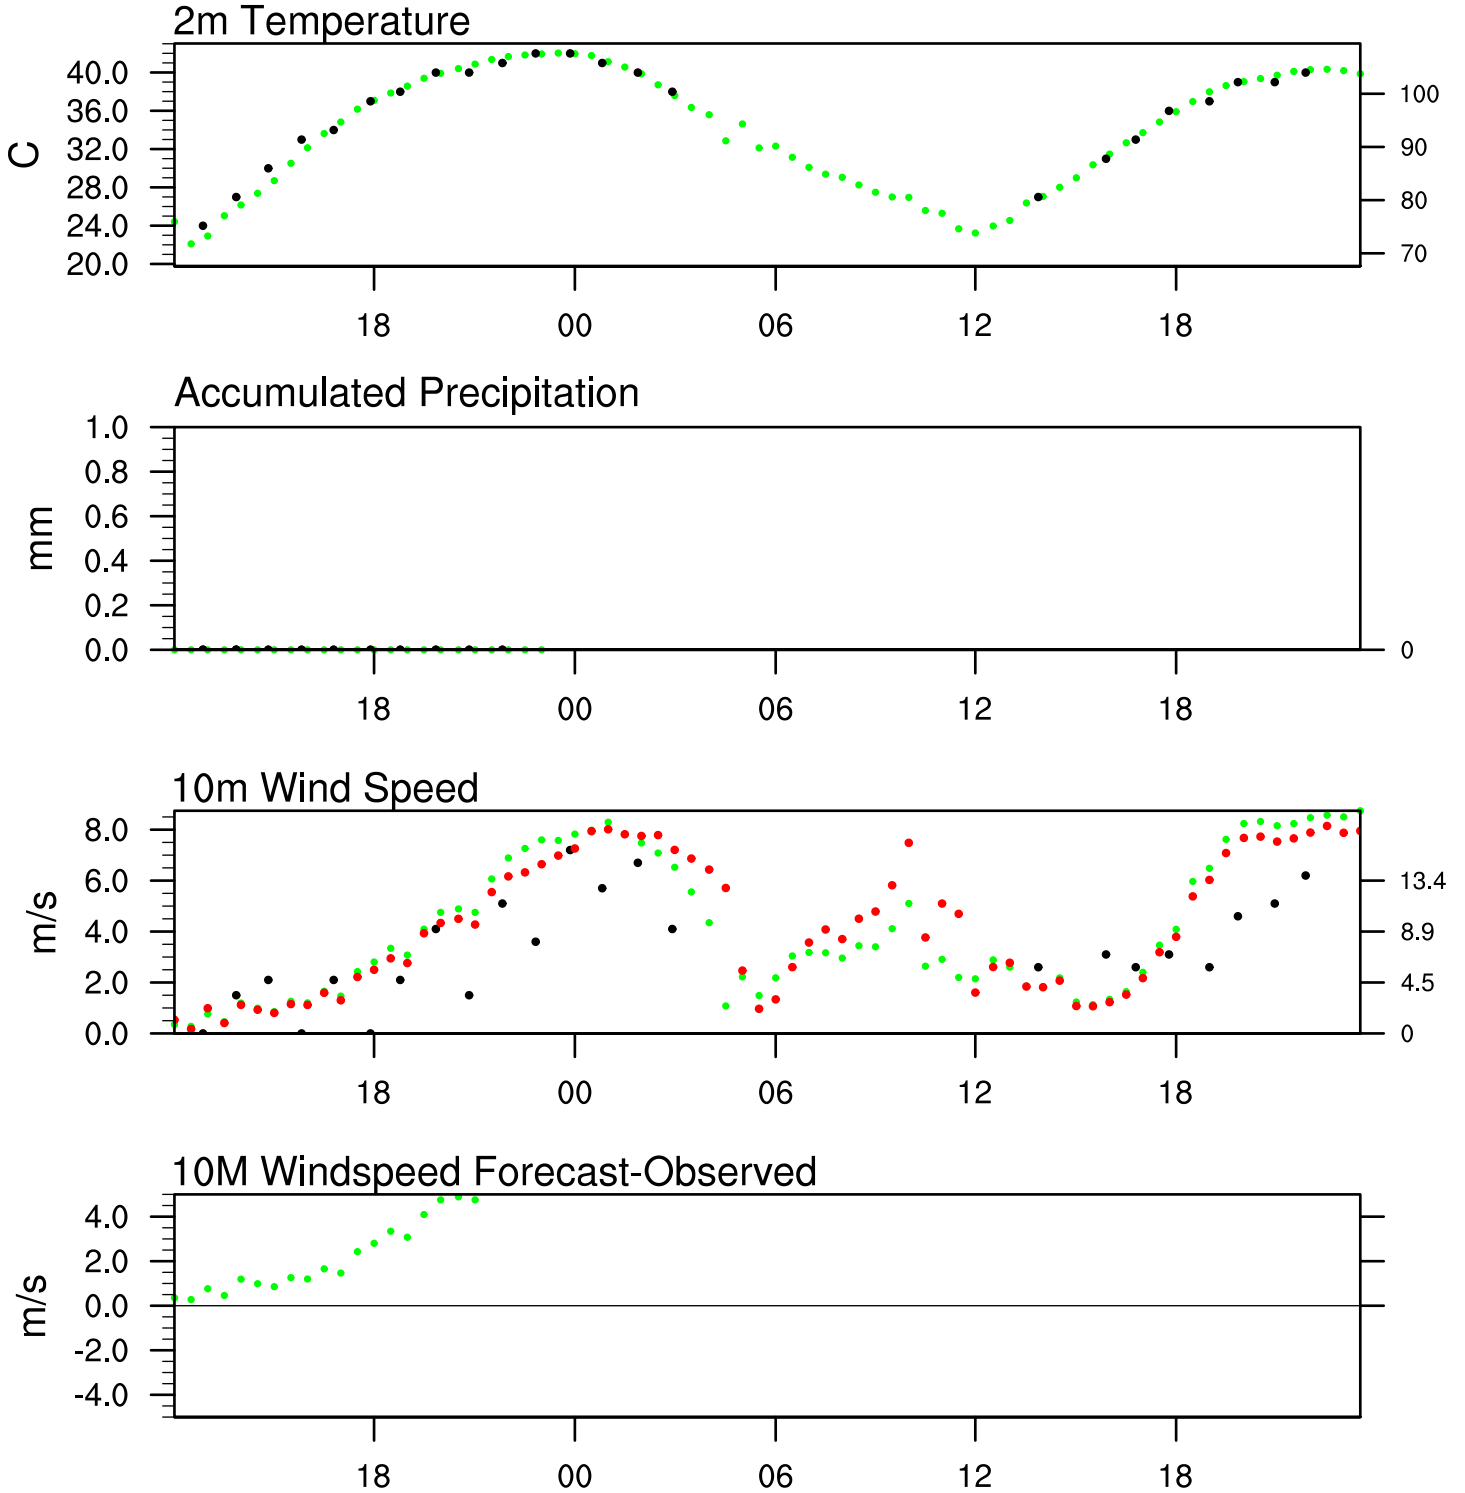 2m Temperature
40.0
36.0
32.0
28.0
24.0
20.0
C
100
90
80
70
18 00 06 12 18
Accumulated Precipitation
1.0
0.8
0.6
0.4
0.2
0.0
mm
0
18 00 06 12 18
10m Wind Speed
8.0
6.0
4.0
2.0
0.0
m/s
13.4
8.9
4.5
0
18 00 06 12 18
10M Windspeed Forecast-Observed
4.0
2.0
0.0
-2.0
-4.0
m/s
18 00 06 12 18